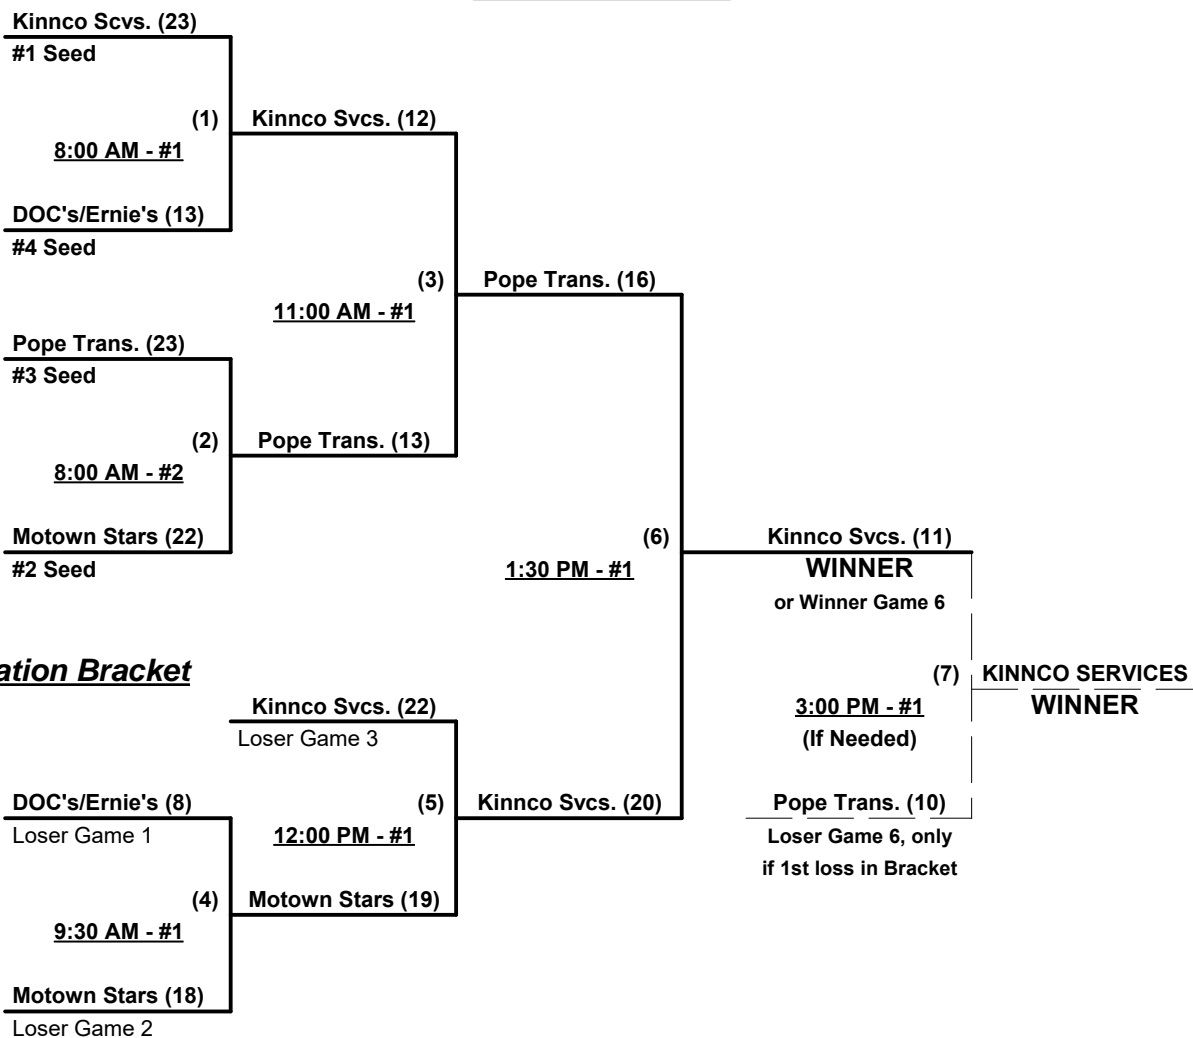 Kinnco Scvs. (23)
#1 Seed
(1)
Kinnco Svcs. (12)
8:00 AM - #1
DOC's/Ernie's (13)
#4 Seed
(3)
Pope Trans. (16)
11:00 AM - #1
Pope Trans. (23)
#3 Seed
(2)
Pope Trans. (13)
8:00 AM - #2
Motown Stars (22)
#2 Seed
(6)
Kinnco Svcs. (11)
1:30 PM - #1
WINNER
or Winner Game 6
ation Bracket
(7)
KINNCO SERVICES
WINNER
Kinnco Svcs. (22)
Loser Game 3
3:00 PM - #1
(If Needed)
DOC's/Ernie's (8)
Loser Game 1
(5)
Kinnco Svcs. (20)
12:00 PM - #1
Pope Trans. (10)
Loser Game 6, only
if 1st loss in Bracket
(4)
Motown Stars (19)
9:30 AM - #1
Motown Stars (18)
Loser Game 2